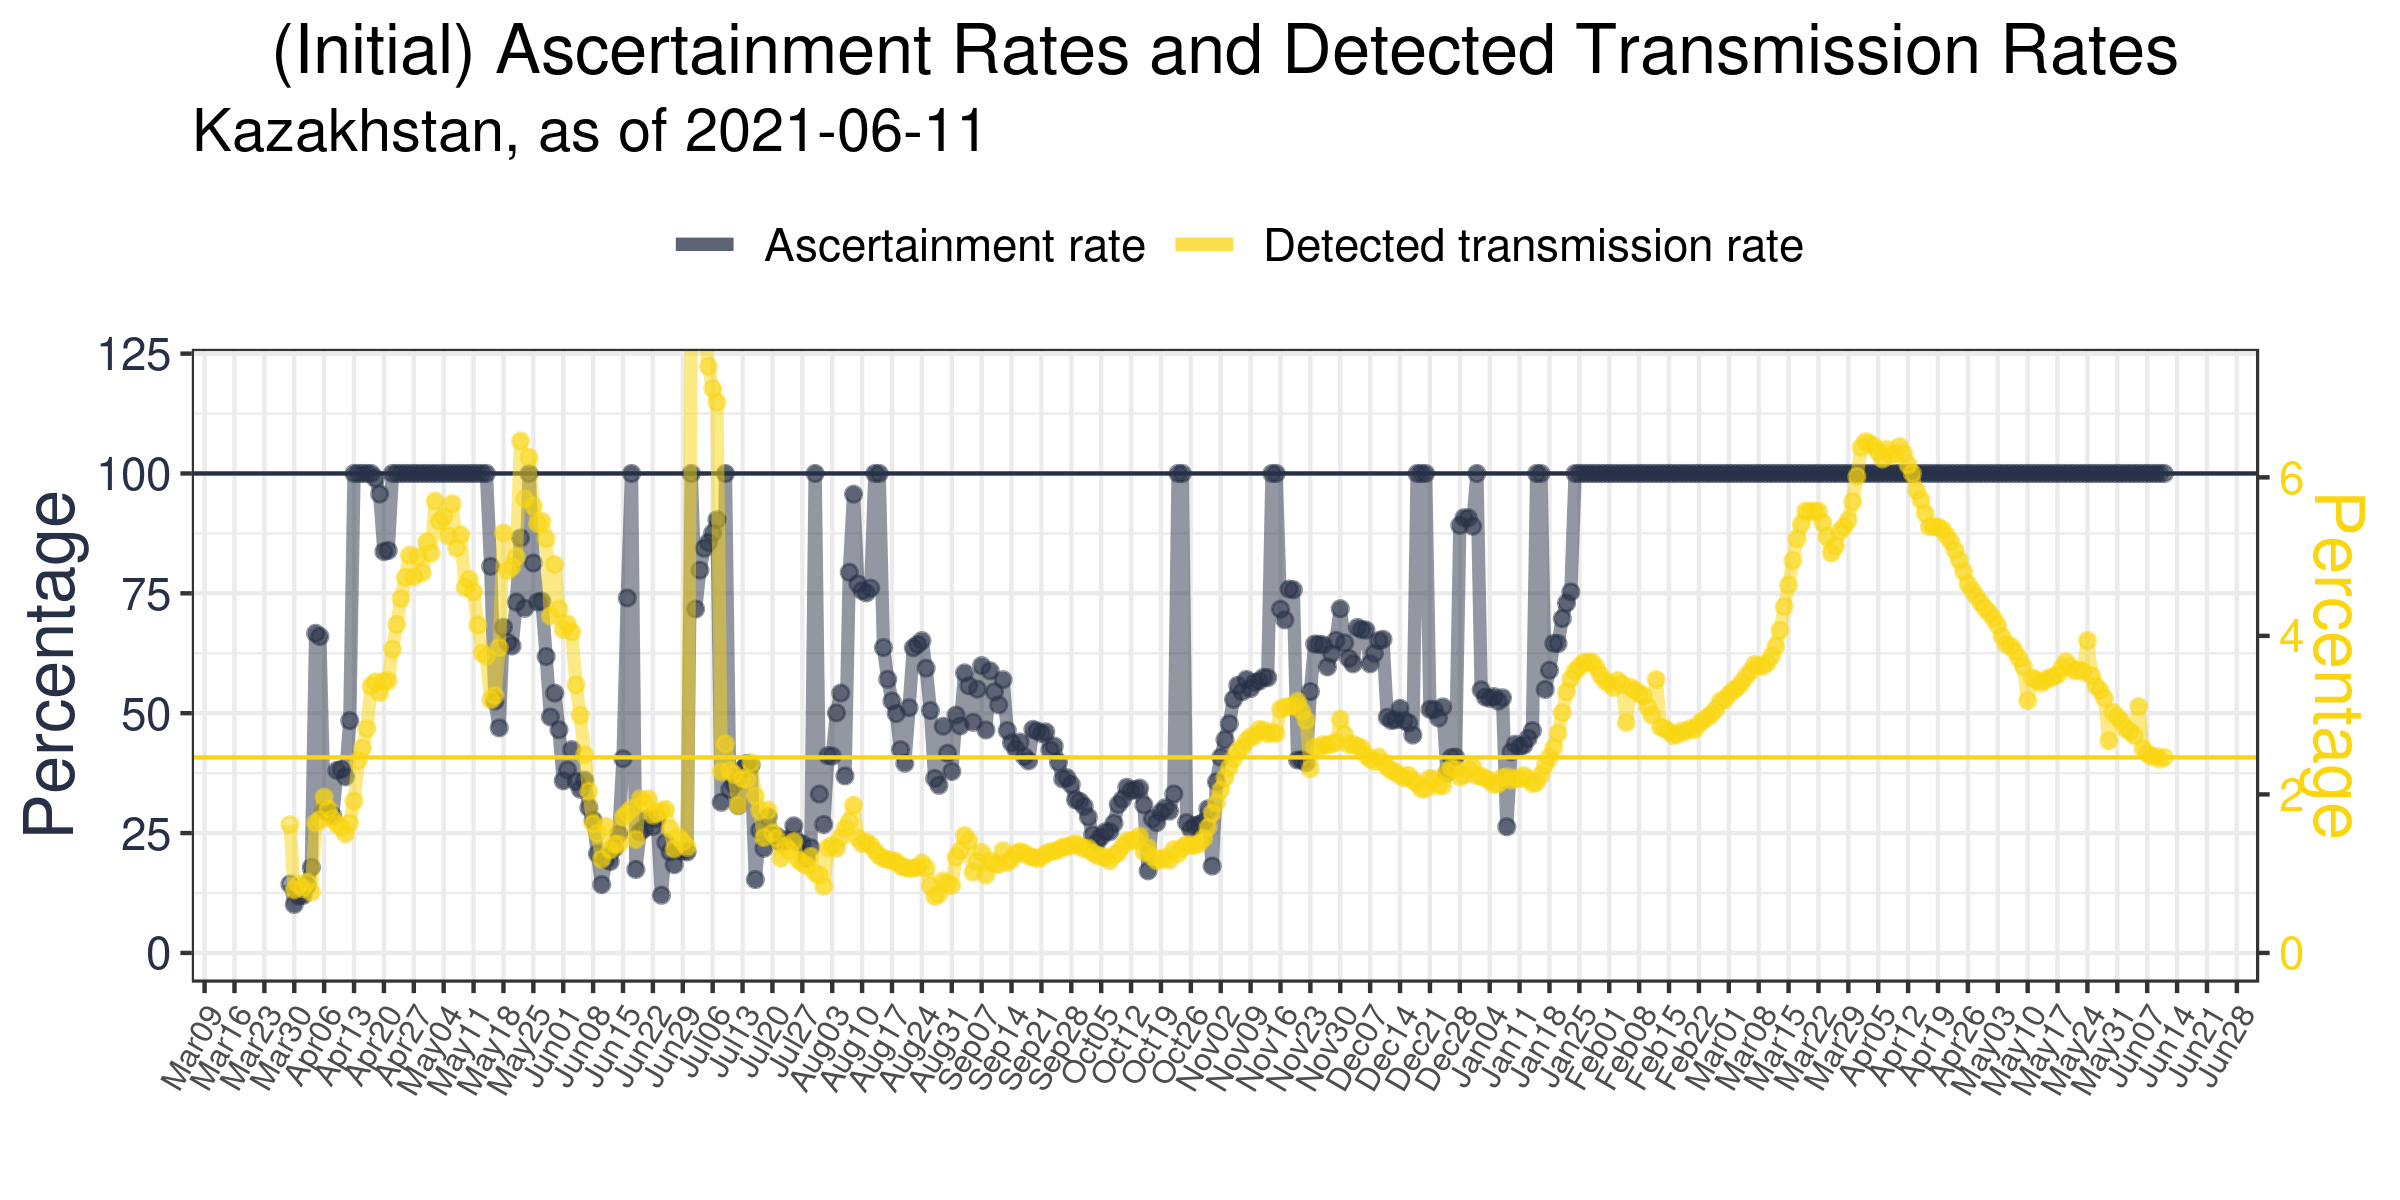 (Initial) Ascertainment Rates and Detected Transmission Rates
Kazakhstan, as of 2021-06-11
Ascertainment rate Detected transmission rate
Percentage
125
100
75
50
25
0
6
4
2
0
Percentage
Mar09 Mar16 Mar23 Mar30 Apr06 Apr13 Apr20 Apr27 May04 May11 May18 May25 Jun01 Jun08 Jun15 Jun22 Jun29 Jul06 Jul13 Jul20 Jul27 Aug03 Aug10 Aug17 Aug24 Aug31 Sep07 Sep14 Sep21 Sep28 Oct05 Oct12 Oct19 Oct26 Nov02 Nov09 Nov16 Nov23 Nov30 Dec07 Dec14 Dec21 Dec28 Jan04 Jan11 Jan18 Jan25 Feb01 Feb08 Feb15 Feb22 Mar01 Mar08 Mar15 Mar22 Mar29 Apr05 Apr12 Apr19 Apr26 May03 May10 May17 May24 May31 Jun07 Jun14 Jun21 Jun28